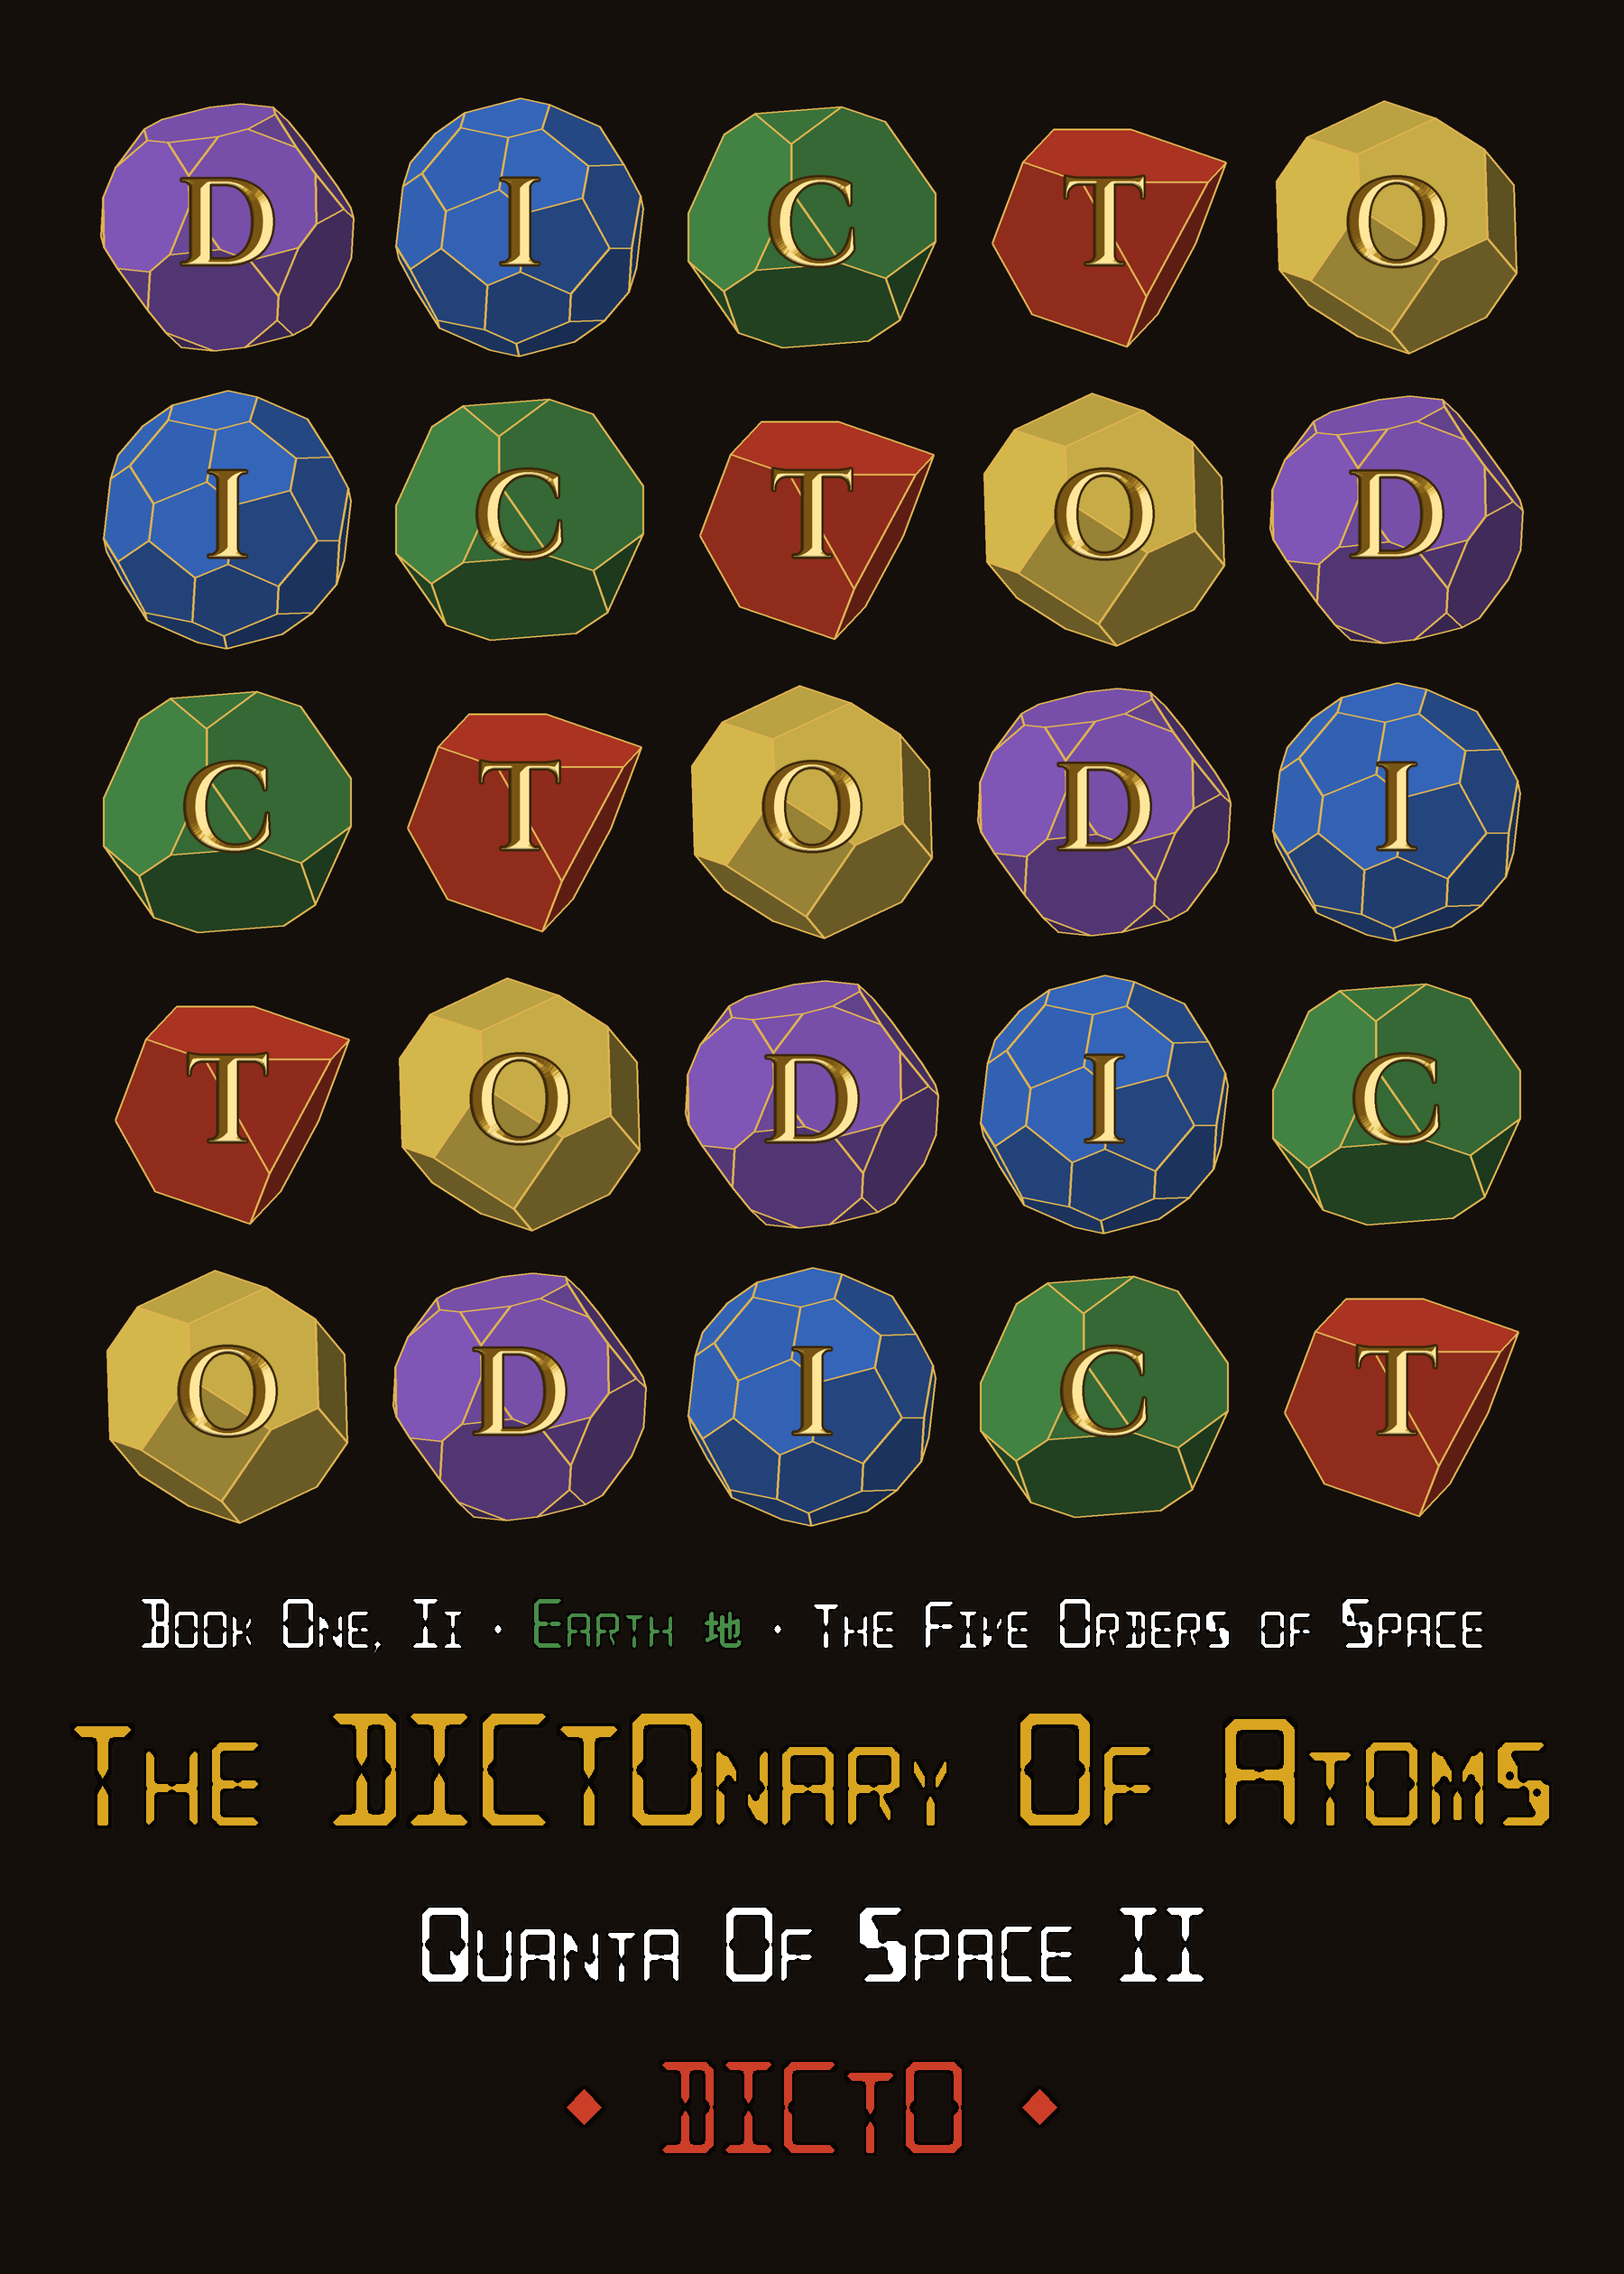 D I C T O
I C T O D
C T O D I
T O D I C
O D I C T
Book One, Ii · Earth 地 · The Five Orders of Space
The DICTOnary Of Atoms
Quanta Of Space II
◆ DICTO ◆